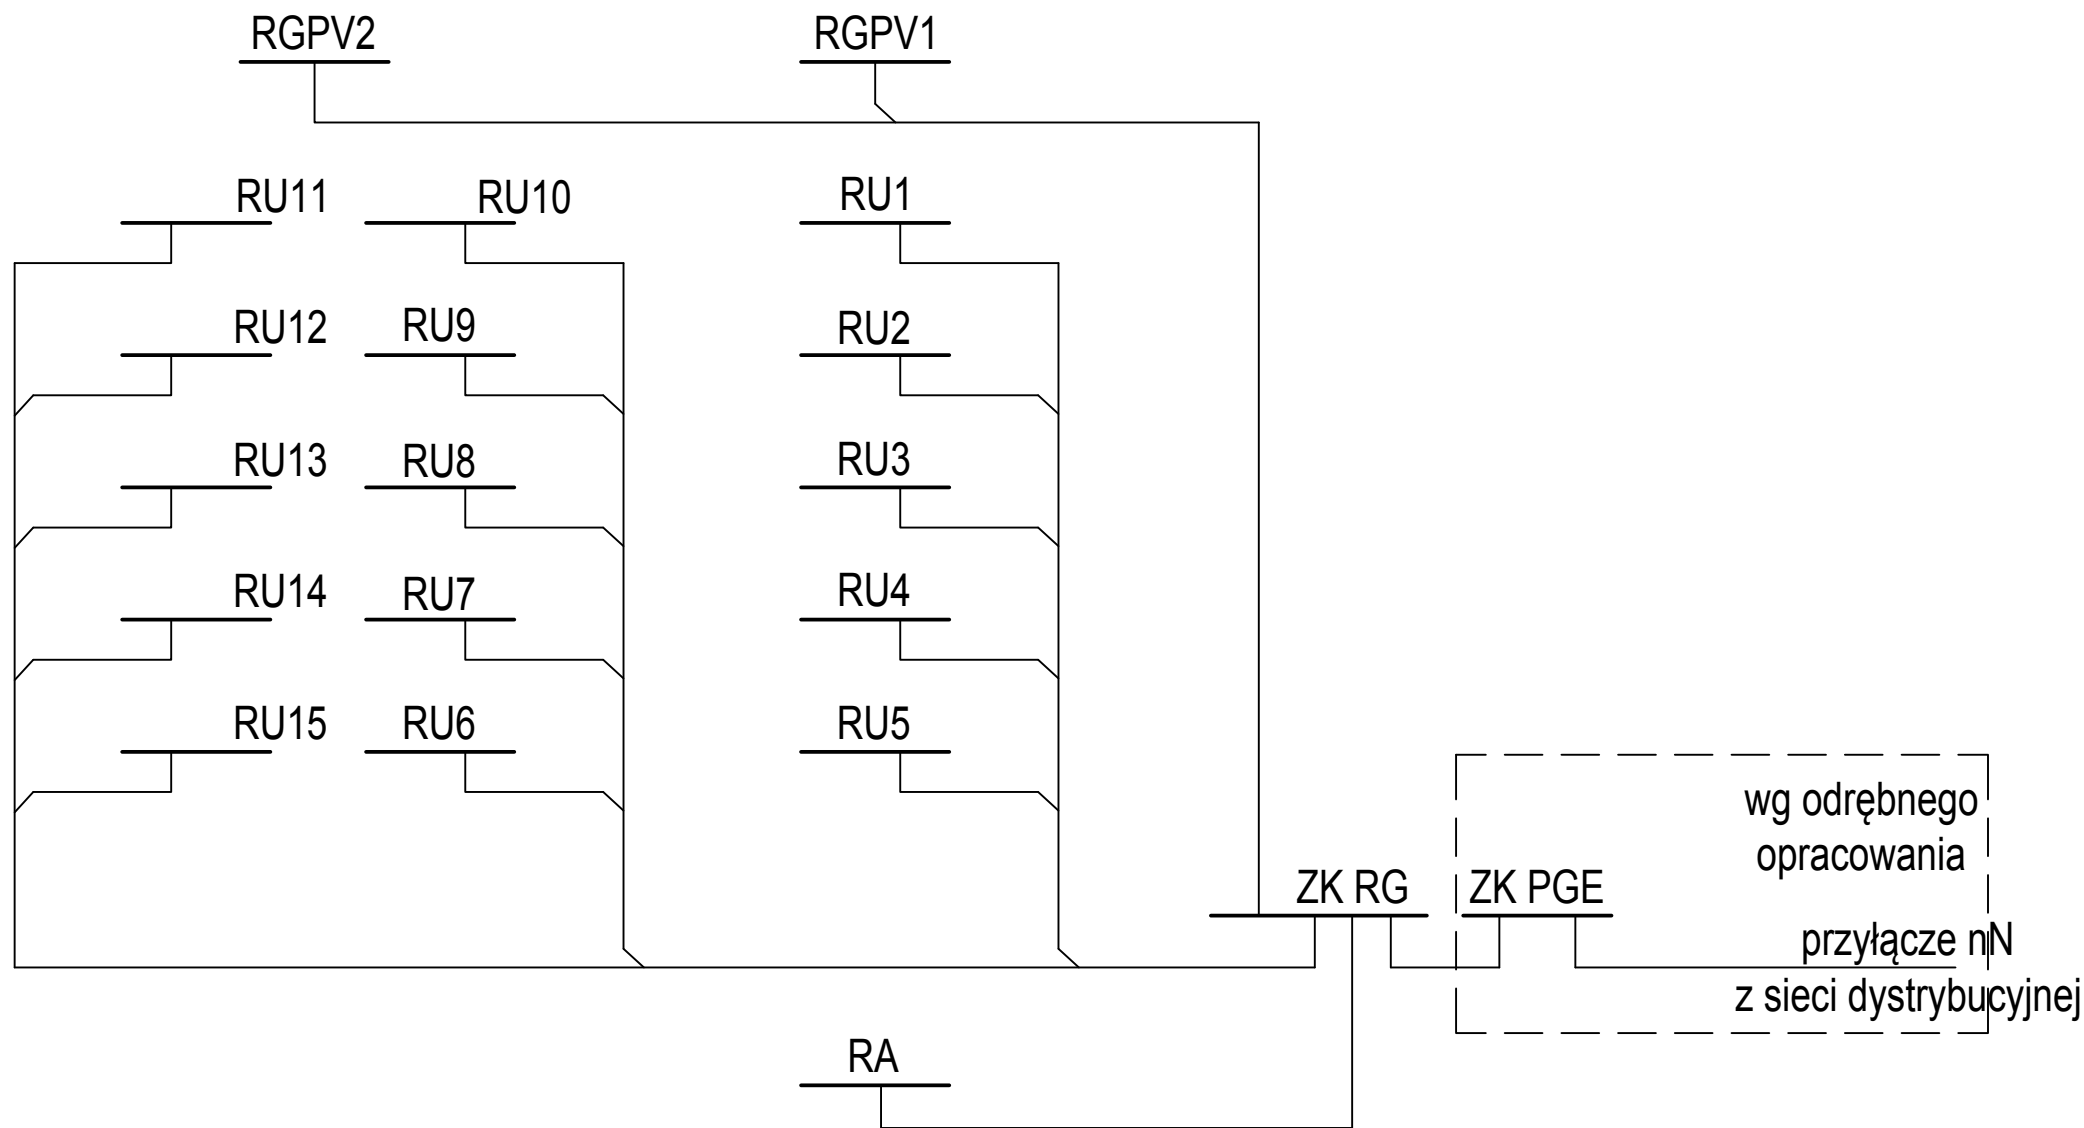 RGPV2
RGPV1
RU11
RU10
RU1
RU12
RU9
RU2
RU13
RU8
RU3
RU14
RU7
RU4
RU15
RU6
RU5
wg odrębnego
opracowania
ZK RG
ZK PGE
przyłącze nN
z sieci dystrybucyjnej
RA